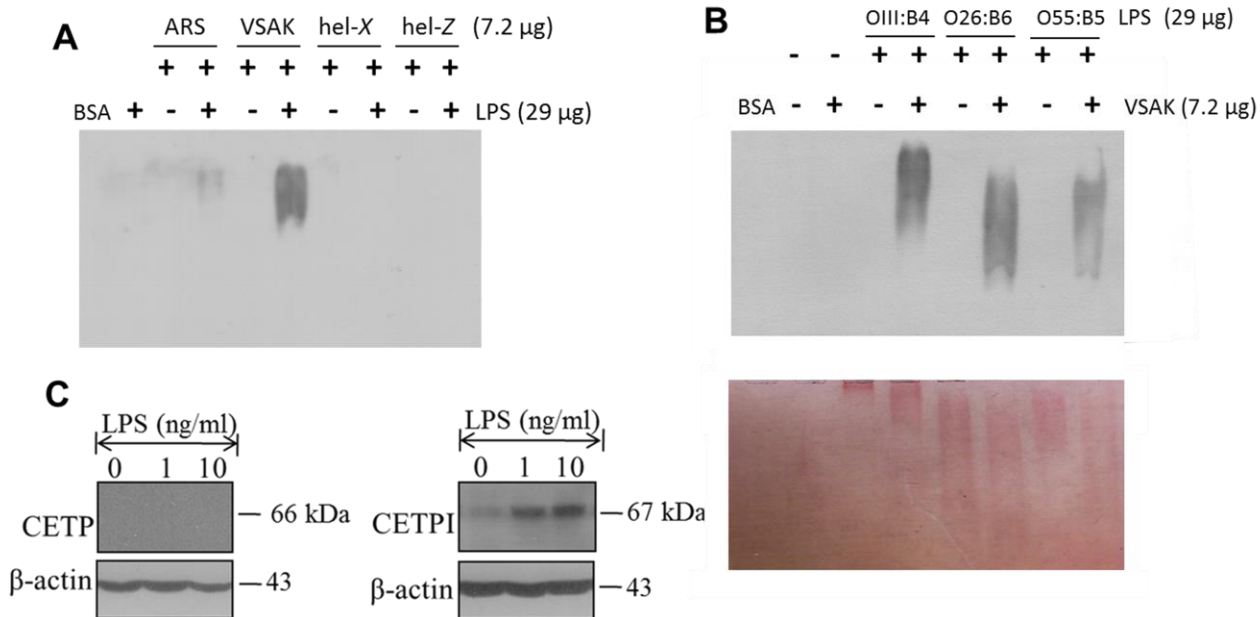 A
ARS VSAK hel-X hel-Z (7.2 µg)
+ + + + + + + +
BSA + - + - + - + - + LPS (29 µg)
B
OIII:B4 O26:B6 O55:B5 LPS (29 µg)
- - + + + + + +
BSA - + - + - + - + VSAK (7.2 µg)
C
LPS (ng/ml)
0 1 10
CETP 66 kDa
β-actin 43
LPS (ng/ml)
0 1 10
CETPI 67 kDa
β-actin 43